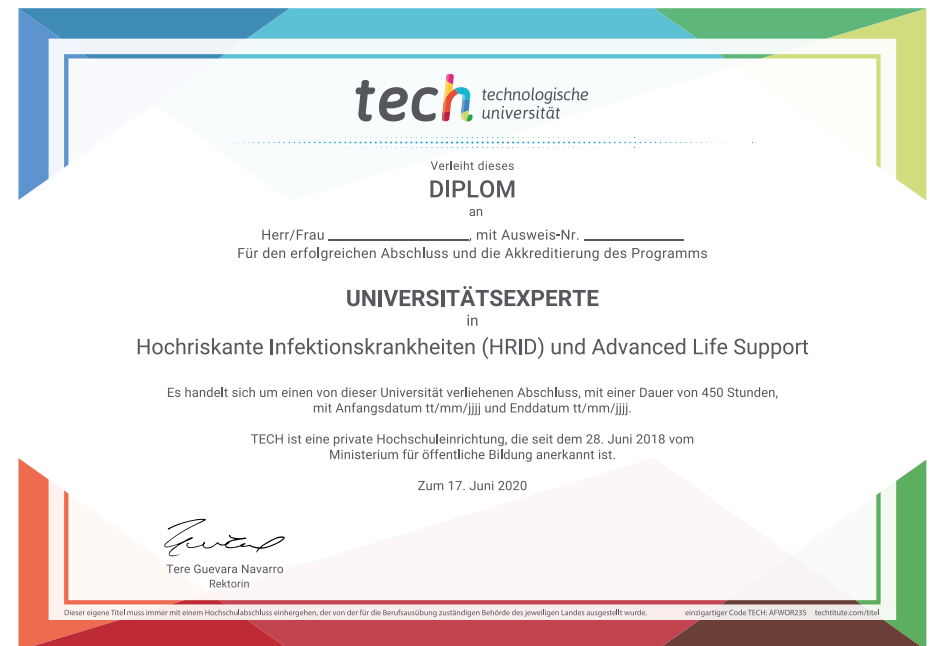 tech technologische
universität
Verleiht dieses
DIPLOM
an
Herr/Frau ____________, mit Ausweis-Nr. ____________
Für den erfolgreichen Abschluss und die Akkreditierung des Programms
UNIVERSITÄTSEXPERTE
in
Hochriskante Infektionskrankheiten (HRID) und Advanced Life Support
Es handelt sich um einen von dieser Universität verliehenen Abschluss, mit einer Dauer von 450 Stunden,
mit Anfangsdatum tt/mm/jjjj und Enddatum tt/mm/jjjj.
TECH ist eine private Hochschuleinrichtung, die seit dem 28. Juni 2018 vom
Ministerium für öffentliche Bildung anerkannt ist.
Zum 17. Juni 2020
Tere Guevara Navarro
Rektorin
Dieser eigene Titel muss immer mit einem Hochschulabschluss einhergehen, der von der für die Berufsausübung zuständigen Behörde des jeweiligen Landes ausgestellt wurde. einzigartiger Code TECH: AFWOR23S techtitute.com/titel